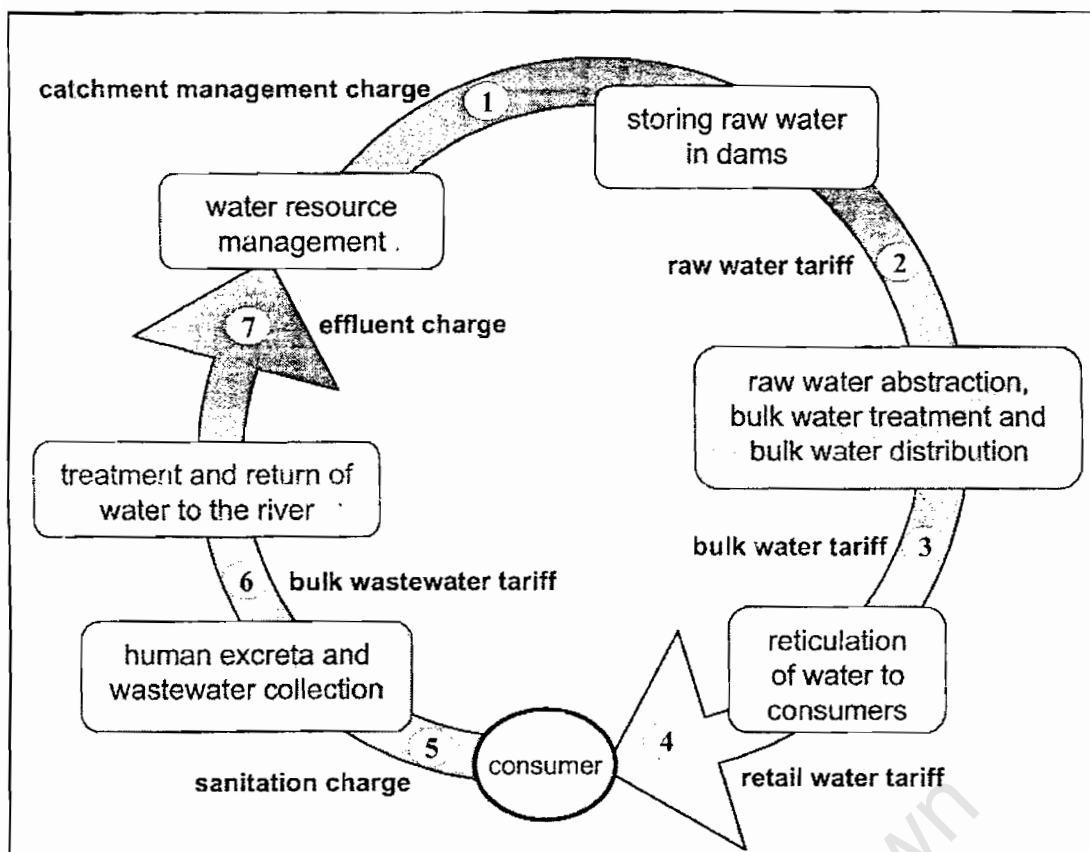 catchment management charge
1
storing raw water
in dams
water resource
management
raw water tariff
2
7
effluent charge
raw water abstraction,
bulk water treatment and
bulk water distribution
treatment and return of
water to the river
bulk water tariff
3
6
bulk wastewater tariff
human excreta and
wastewater collection
reticulation
of water to
consumers
5
consumer
4
sanitation charge
retail water tariff
wn